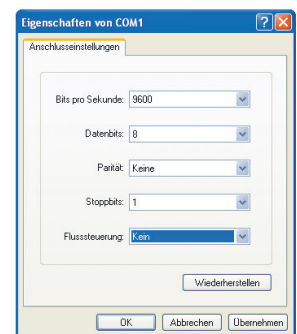 Eigenschaften von COM1
Anschlusseinstellungen
Bits pro Sekunde: 9600
Datenbits: 8
Parität: Keine
Stoppbits: 1
Flusssteuerung: Kein
Wiederherstellen
OK Abbrechen Übernehmen